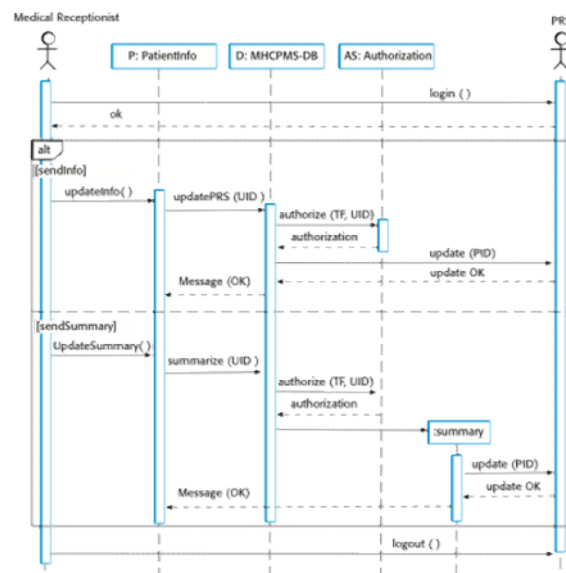 Medical Receptionist
PRS
P: PatientInfo
D: MHCPMS-DB
AS: Authorization
login ( )
ok
alt
[sendInfo]
updateInfo( )
updatePRS (UID )
authorize (TF, UID)
authorization
update (PID)
update OK
Message (OK)
[sendSummary]
UpdateSummary( )
summarize (UID )
authorize (TF, UID)
authorization
:summary
update (PID)
update OK
Message (OK)
logout ( )